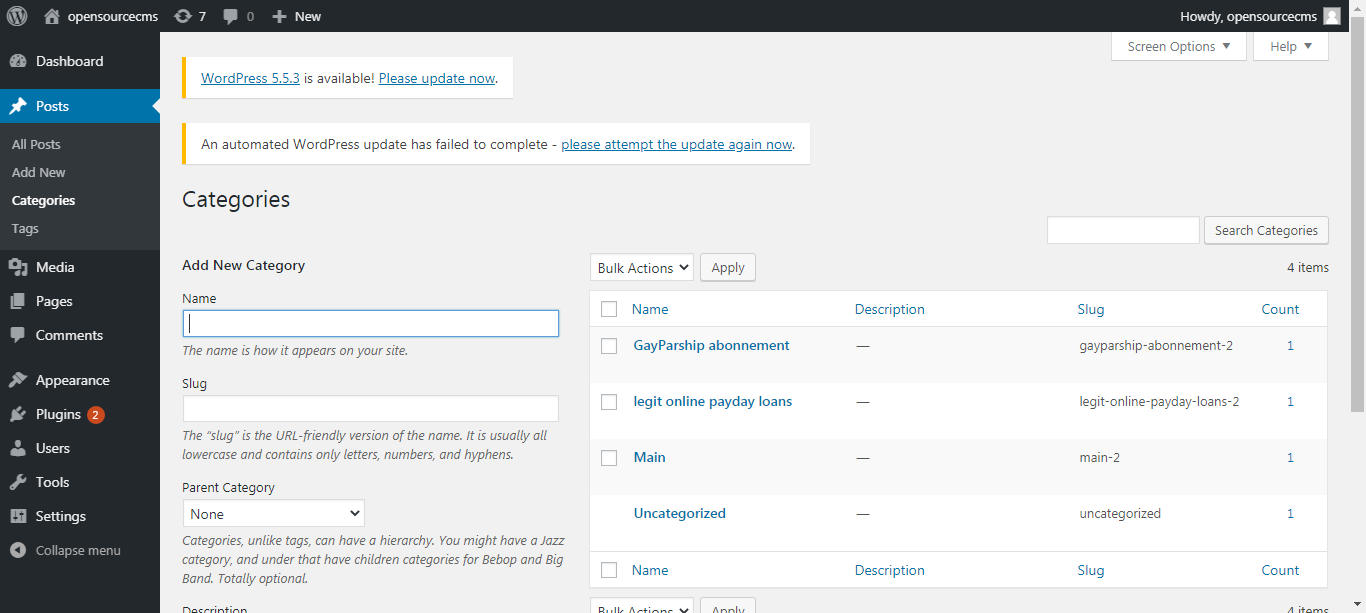 opensourcecms 7 0 New Howdy, opensourcecms
Screen Options Help
Dashboard
Posts
All Posts
Add New
Categories
Tags
Media
Pages
Comments
Appearance
Plugins 2
Users
Tools
Settings
Collapse menu
WordPress 5.5.3 is available! Please update now.
An automated WordPress update has failed to complete - please attempt the update again now.
Categories
Search Categories
Add New Category
Name
The name is how it appears on your site.
Slug
The “slug” is the URL-friendly version of the name. It is usually all
lowercase and contains only letters, numbers, and hyphens.
Parent Category
None
Categories, unlike tags, can have a hierarchy. You might have a Jazz
category, and under that have children categories for Bebop and Big
Band. Totally optional.
Description
Bulk Actions Apply 4 items
Name Description Slug Count
GayParship abonnement — gayparship-abonnement-2 1
legit online payday loans — legit-online-payday-loans-2 1
Main — main-2 1
Uncategorized — uncategorized 1
Name Description Slug Count
Bulk Actions Apply 4 items